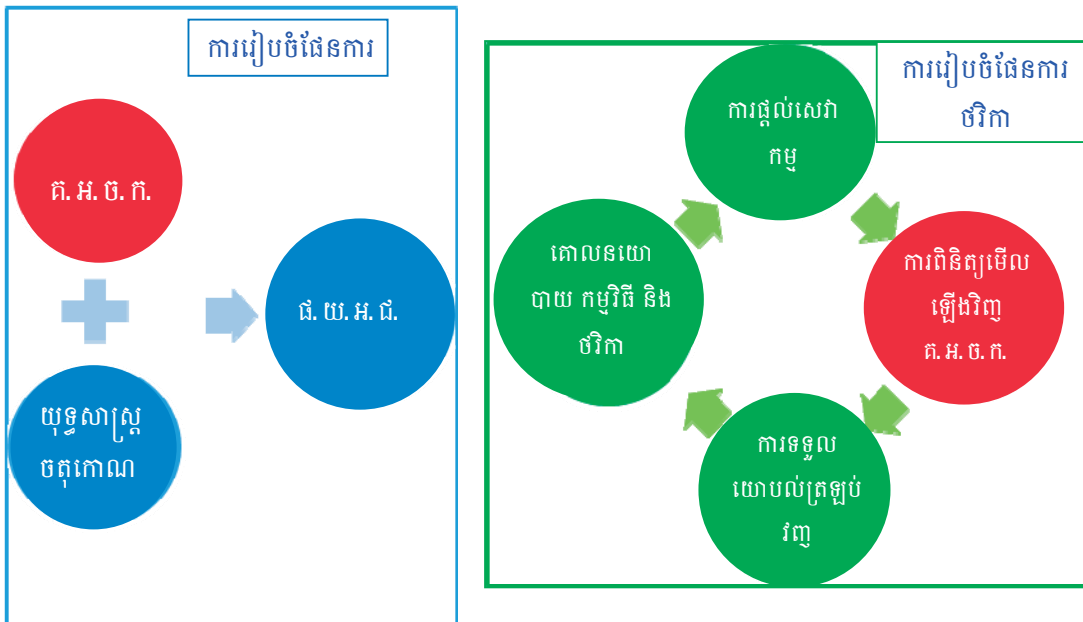 ការរៀបចំផែនការ
គ. អ. ច. ក.
ផ. យ. អ. ជ.
យុទ្ធសាស្ត្រ
ចតុកោណ
ការរៀបចំផែនការ
ថវិកា
ការផ្តល់សេវា
កម្ម
គោលនយោ
បាយ កម្មវិធី និង
ថវិកា
ការពិនិត្យមើល
ឡើងវិញ
គ. អ. ច. ក.
ការទទួល
យោបល់ត្រឡប់
វញ